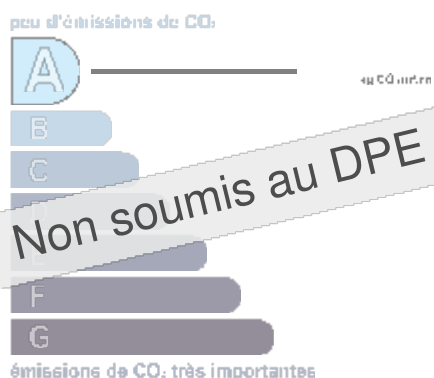 peu d'émissions de CO₂
A
B
C
Non soumis au DPE
F
G
émissions de CO₂ très importantes